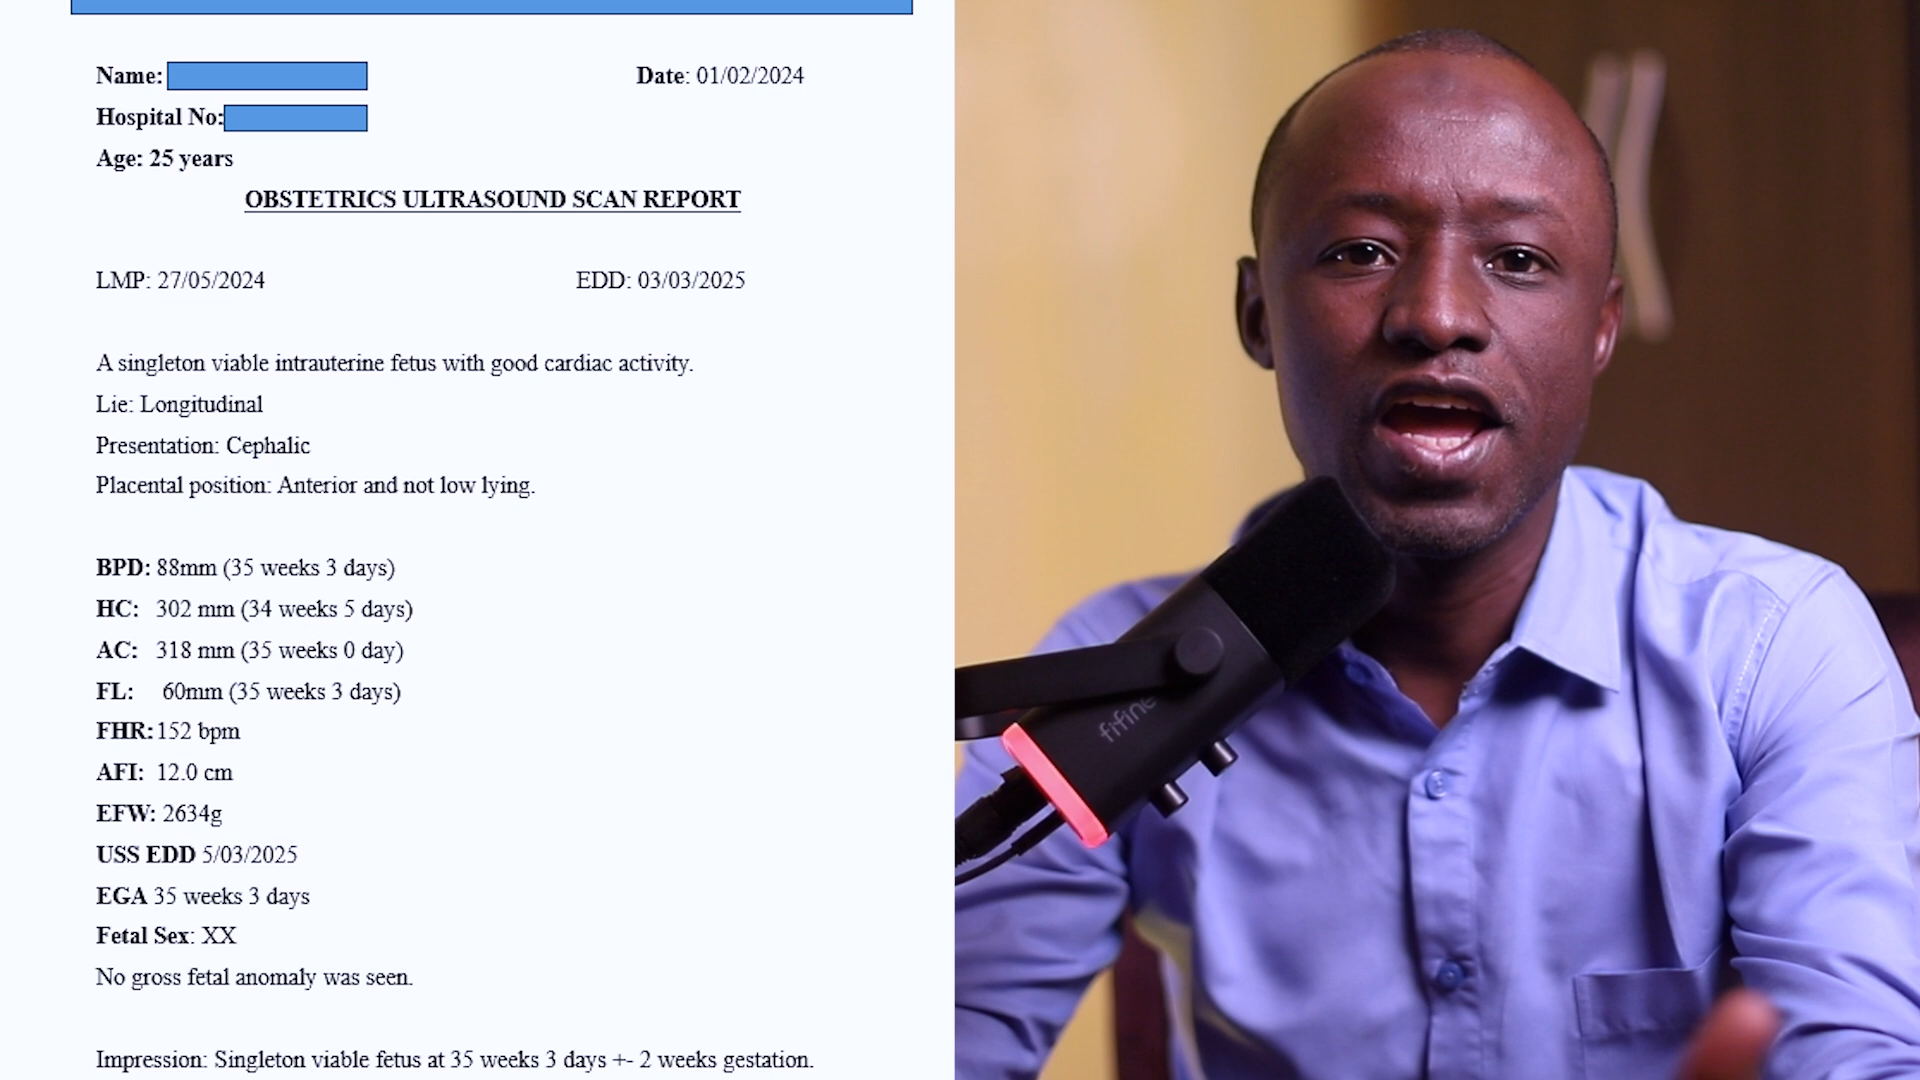 Name: Date: 01/02/2024
Hospital No:
Age: 25 years
OBSTETRICS ULTRASOUND SCAN REPORT
LMP: 27/05/2024 EDD: 03/03/2025
A singleton viable intrauterine fetus with good cardiac activity.
Lie: Longitudinal
Presentation: Cephalic
Placental position: Anterior and not low lying.
BPD: 88mm (35 weeks 3 days)
HC: 302 mm (34 weeks 5 days)
AC: 318 mm (35 weeks 0 day)
FL: 60mm (35 weeks 3 days)
FHR: 152 bpm
AFI: 12.0 cm
EFW: 2634g
USS EDD 5/03/2025
EGA 35 weeks 3 days
Fetal Sex: XX
No gross fetal anomaly was seen.
Impression: Singleton viable fetus at 35 weeks 3 days +- 2 weeks gestation.
fifine